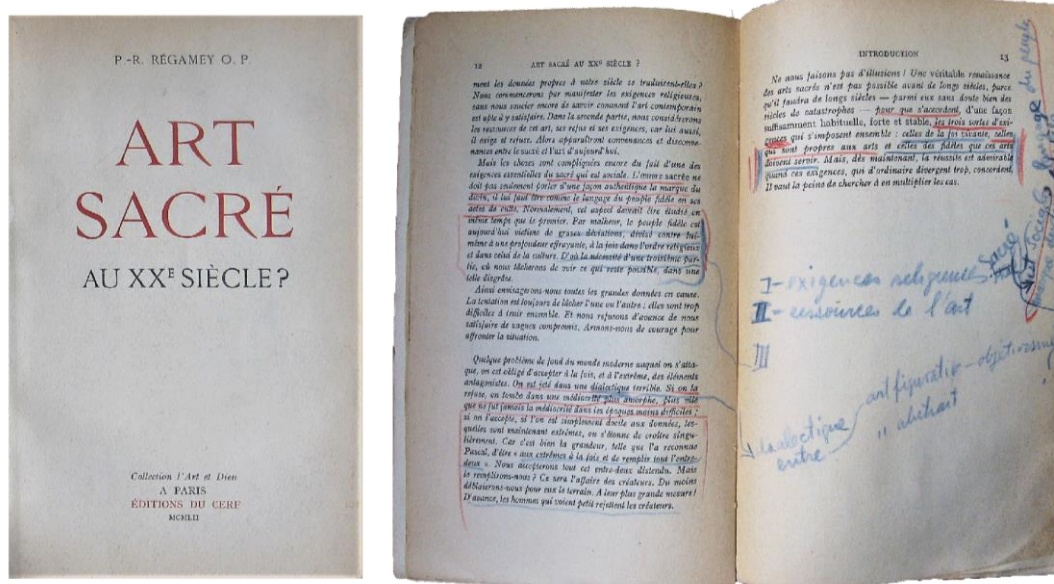 P.-R. RÉGAMEY O. P.
ART
SACRÉ
AU XXE SIÈCLE ?
Collection l'Art et Dieu
A PARIS
ÉDITIONS DU CERF
MCMLII
12 ART SACRÉ AU XXE SIÈCLE ?
ment les données propres à notre siècle se traduisent-elles ?
Nous commencerons par manifester les exigences religieuses,
sans nous soucier encore de savoir comment l'art contemporain
est apte à y satisfaire. Dans la seconde partie, nous considérerons
les ressources de cet art, ses refus et ses exigences, car lui aussi,
il exige et refuse. Alors apparaîtront convenances et disconve-
nances entre le sacré et l'art d'aujourd'hui.
Mais les choses sont compliquées encore du fait d'une des
exigences essentielles du sacré qui est sociale. L'œuvre sacrée ne
doit pas seulement porter d'une façon authentique la marque du
divin, il lui faut être comme le langage du peuple fidèle en ses
actes de culte. Normalement, cet aspect devrait être étudié en
même temps que le premier. Par malheur, le peuple fidèle est
aujourd'hui victime de graves déviations, divisé contre lui-
même à une profondeur effrayante, à la fois dans l'ordre religieux
et dans celui de la culture. D'où la nécessité d'une troisième par-
tie, où nous tâcherons de voir ce qui reste possible, dans une
telle disgrâce.
Ainsi envisagerons-nous toutes les grandes données en cause.
La tentation est toujours de lâcher l'une ou l'autre : elles sont trop
difficiles à tenir ensemble. Et nous refusons d'avance de nous
satisfaire de vagues compromis. Armons-nous de courage pour
affronter la situation.
Quelque problème de fond du monde moderne auquel on s'atta-
que, on est obligé d'accepter à la fois, et à l'extrême, des éléments
antagonistes. On est jeté dans une dialectique terrible. Si on la
refuse, on tombe dans une médiocrité plus amorphe, plus vile
que ne fut jamais la médiocrité dans les époques moins difficiles ;
si on l'accepte, si l'on est simplement docile aux données, les-
quelles sont maintenant extrêmes, on s'étonne de croître singu-
lièrement. Car c'est bien la grandeur, telle que l'a reconnue
Pascal, d'être « aux extrêmes à la fois et de remplir tout l'entre-
deux ». Nous accepterons tout cet entre-deux distendu. Mais
le remplirons-nous ? Ce sera l'affaire des créateurs. Du moins
déblaierons-nous pour eux le terrain. A leur plus grande mesure !
D'avance, les hommes qui voient petit rejettent les créateurs.
INTRODUCTION 13
Ne nous faisons pas d'illusions ! Une véritable renaissance
des arts sacrés n'est pas possible avant de longs siècles, parce
qu'il faudra de longs siècles — parmi eux sans doute bien des
siècles de catastrophes — pour que s'accordent, d'une façon
suffisamment habituelle, forte et stable, les trois sortes d'exi-
gences qui s'imposent ensemble : celles de la foi vivante, celles
qui sont propres aux arts et celles des fidèles que ces arts
doivent servir. Mais, dès maintenant, la réussite est admirable
quand ces exigences, qui d'ordinaire divergent trop, concordent.
Il vaut la peine de chercher à en multiplier les cas.
I - exigences religieuses
II - ressources de l'art
III
Sacré
du peuple
dialectique
entre
art figuratif - objetivismo
" abstrait